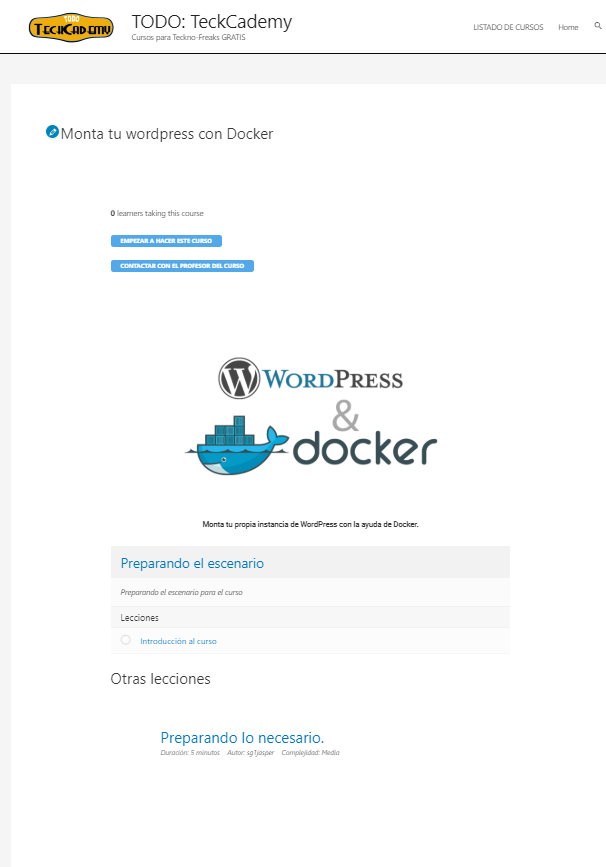 TODO
TECKCADEMY
TODO: TeckCademy
Cursos para Teckno-Freaks GRATIS
LISTADO DE CURSOS Home
Monta tu wordpress con Docker
0 learners taking this course
EMPEZAR A HACER ESTE CURSO
CONTACTAR CON EL PROFESOR DEL CURSO
WORDPRESS
&
docker
Monta tu propia instancia de WordPress con la ayuda de Docker.
Preparando el escenario
Preparando el escenario para el curso
Lecciones
Introducción al curso
Otras lecciones
Preparando lo necesario.
Duración: 5 minutos Autor: sg1jasper Complejidad: Media